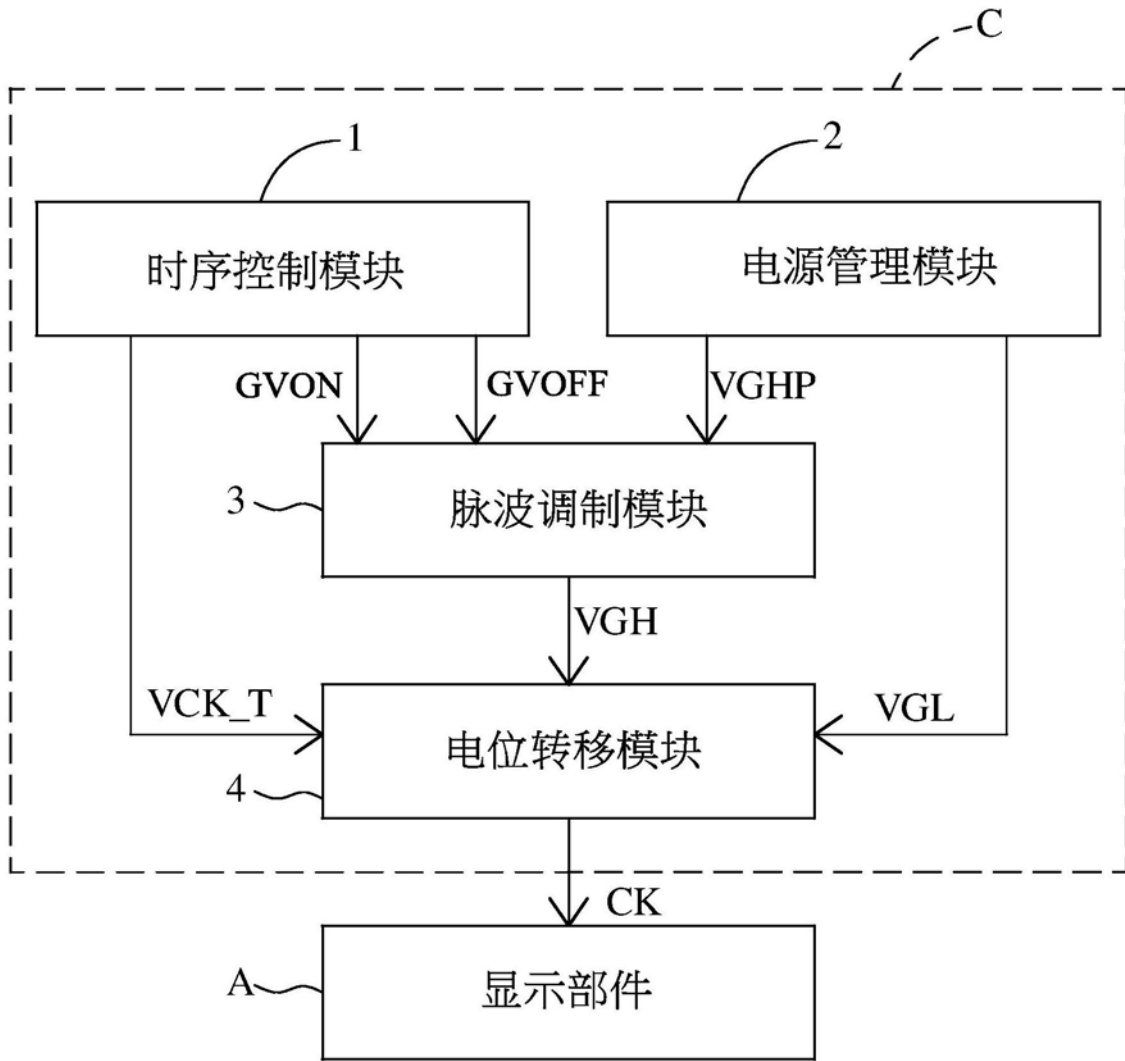 C
1
2
时序控制模块
电源管理模块
GVON
GVOFF
VGHP
3
脉波调制模块
VGH
VCK_T
VGL
电位转移模块
4
CK
A
显示部件